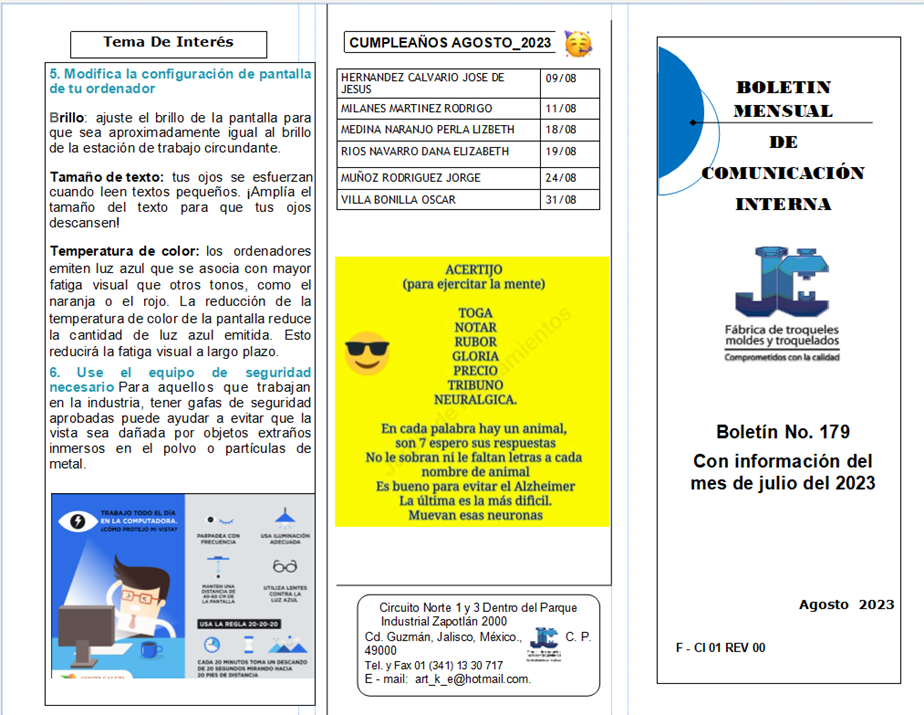 Tema De Interés
5. Modifica la configuración de pantalla
de tu ordenador
Brillo: ajuste el brillo de la pantalla para
que sea aproximadamente igual al brillo
de la estación de trabajo circundante.
Tamaño de texto: tus ojos se esfuerzan
cuando leen textos pequeños. ¡Amplía el
tamaño del texto para que tus ojos
descansen!
Temperatura de color: los ordenadores
emiten luz azul que se asocia con mayor
fatiga visual que otros tonos, como el
naranja o el rojo. La reducción de la
temperatura de color de la pantalla reduce
la cantidad de luz azul emitida. Esto
reducirá la fatiga visual a largo plazo.
6. Use el equipo de seguridad
necesario Para aquellos que trabajan
en la industria, tener gafas de seguridad
aprobadas puede ayudar a evitar que la
vista sea dañada por objetos extraños
inmersos en el polvo o partículas de
metal.
TRABAJO TODO EL DÍA
EN LA COMPUTADORA.
¿CÓMO PROTEJO MI VISTA?
PARPADEA CON
FRECUENCIA
USA ILUMINACIÓN
ADECUADA
MANTEN UNA
DISTANCIA DE
40-60 CM DE
LA PANTALLA
UTILIZA LENTES
CONTRA LA
LUZ AZUL
USA LA REGLA 20-20-20
CADA 20 MINUTOS TOMA UN DESCANZO
DE 20 SEGUNDOS MIRANDO HACIA
20 PIES DE DISTANCIA
CUMPLEAÑOS AGOSTO_2023
HERNANDEZ CALVARIO JOSE DE
JESUS 09/08
MILANES MARTINEZ RODRIGO 11/08
MEDINA NARANJO PERLA LIZBETH 18/08
RIOS NAVARRO DANA ELIZABETH 19/08
MUÑOZ RODRIGUEZ JORGE 24/08
VILLA BONILLA OSCAR 31/08
ACERTIJO
(para ejercitar la mente)
TOGA
NOTAR
RUBOR
GLORIA
PRECIO
TRIBUNO
NEURALGICA.
En cada palabra hay un animal,
son 7 espero sus respuestas
No le sobran ni le faltan letras a cada
nombre de animal
Es bueno para evitar el Alzheimer
La última es la más dificil.
Muevan esas neuronas
Circuito Norte 1 y 3 Dentro del Parque
Industrial Zapotlán 2000
Cd. Guzmán, Jalisco, México., C. P.
49000
Tel. y Fax 01 (341) 13 30 717
E - mail: art_k_e@hotmail.com.
BOLETIN
MENSUAL
DE
COMUNICACIÓN
INTERNA
JC
Fábrica de troqueles
moldes y troquelados
Comprometidos con la calidad
Boletín No. 179
Con información del
mes de julio del 2023
Agosto 2023
F - CI 01 REV 00